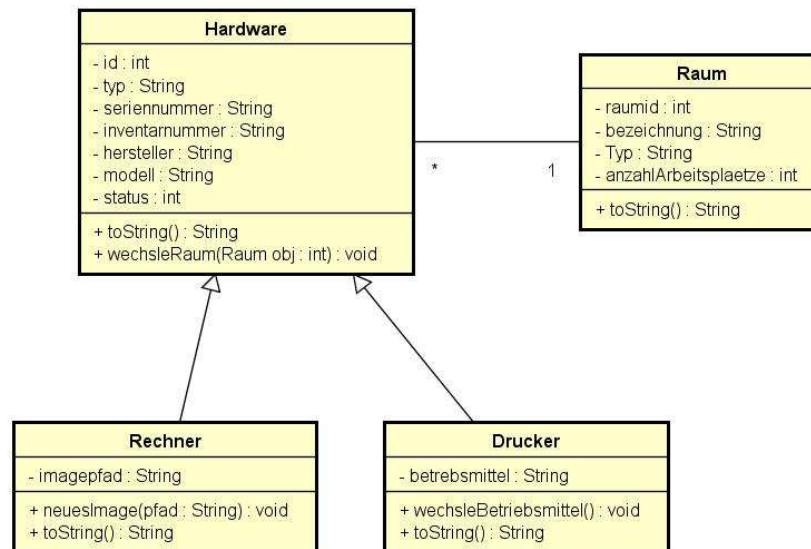 Hardware
- id : int
- typ : String
- seriennummer : String
- inventarnummer : String
- hersteller : String
- modell : String
- status : int
+ toString() : String
+ wechsleRaum(Raum obj : int) : void
*
1
Raum
- raumid : int
- bezeichnung : String
- Typ : String
- anzahlArbeitsplaetze : int
+ toString() : String
Rechner
- imagepfad : String
+ neuesImage(pfad : String) : void
+ toString() : String
Drucker
- betrebsmittel : String
+ wechsleBetriebsmittel() : void
+ toString() : String